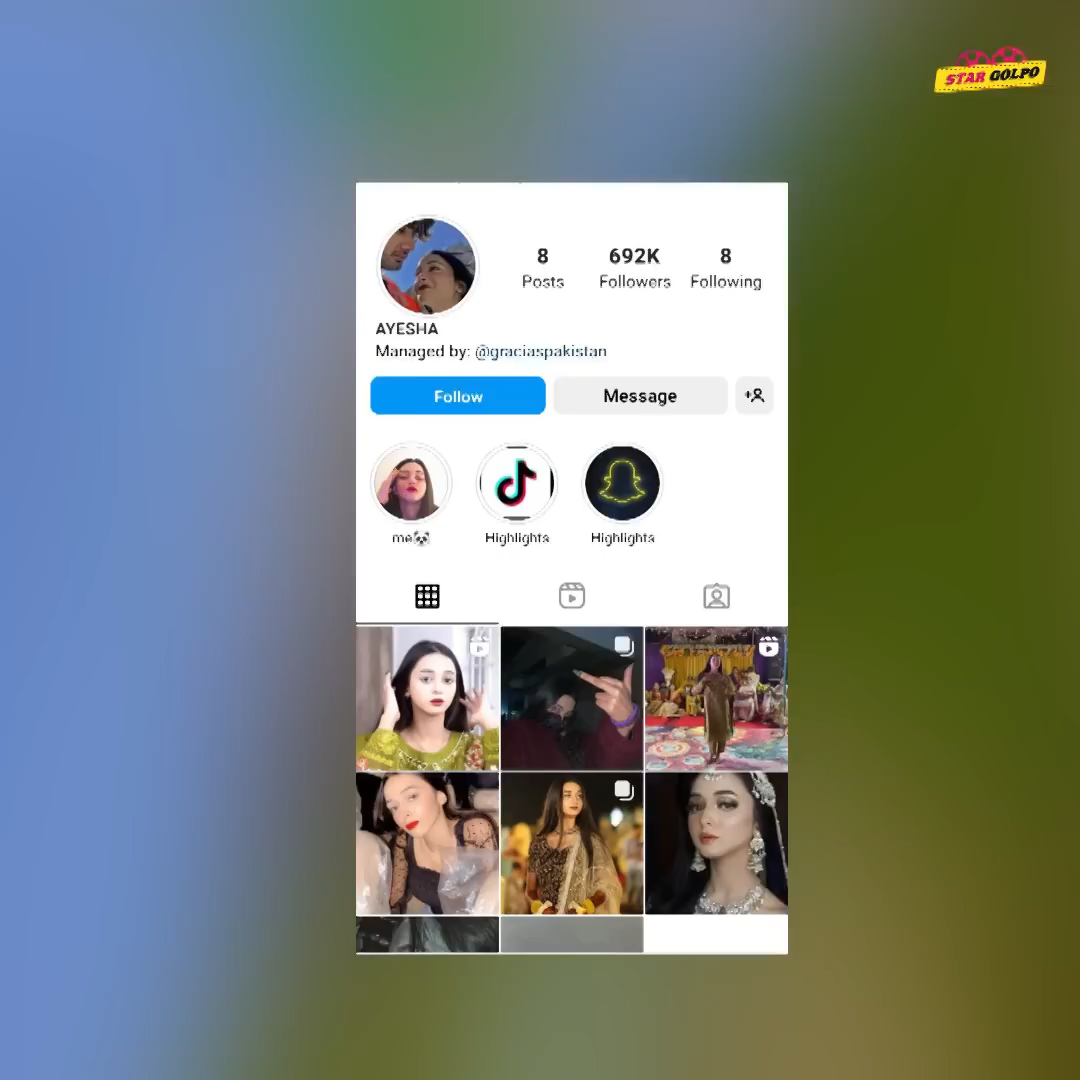 STAR GOLPO
8 692K 8
Posts Followers Following
AYESHA
Managed by: @graciaspakistan
Follow Message
me🐼 Highlights Highlights